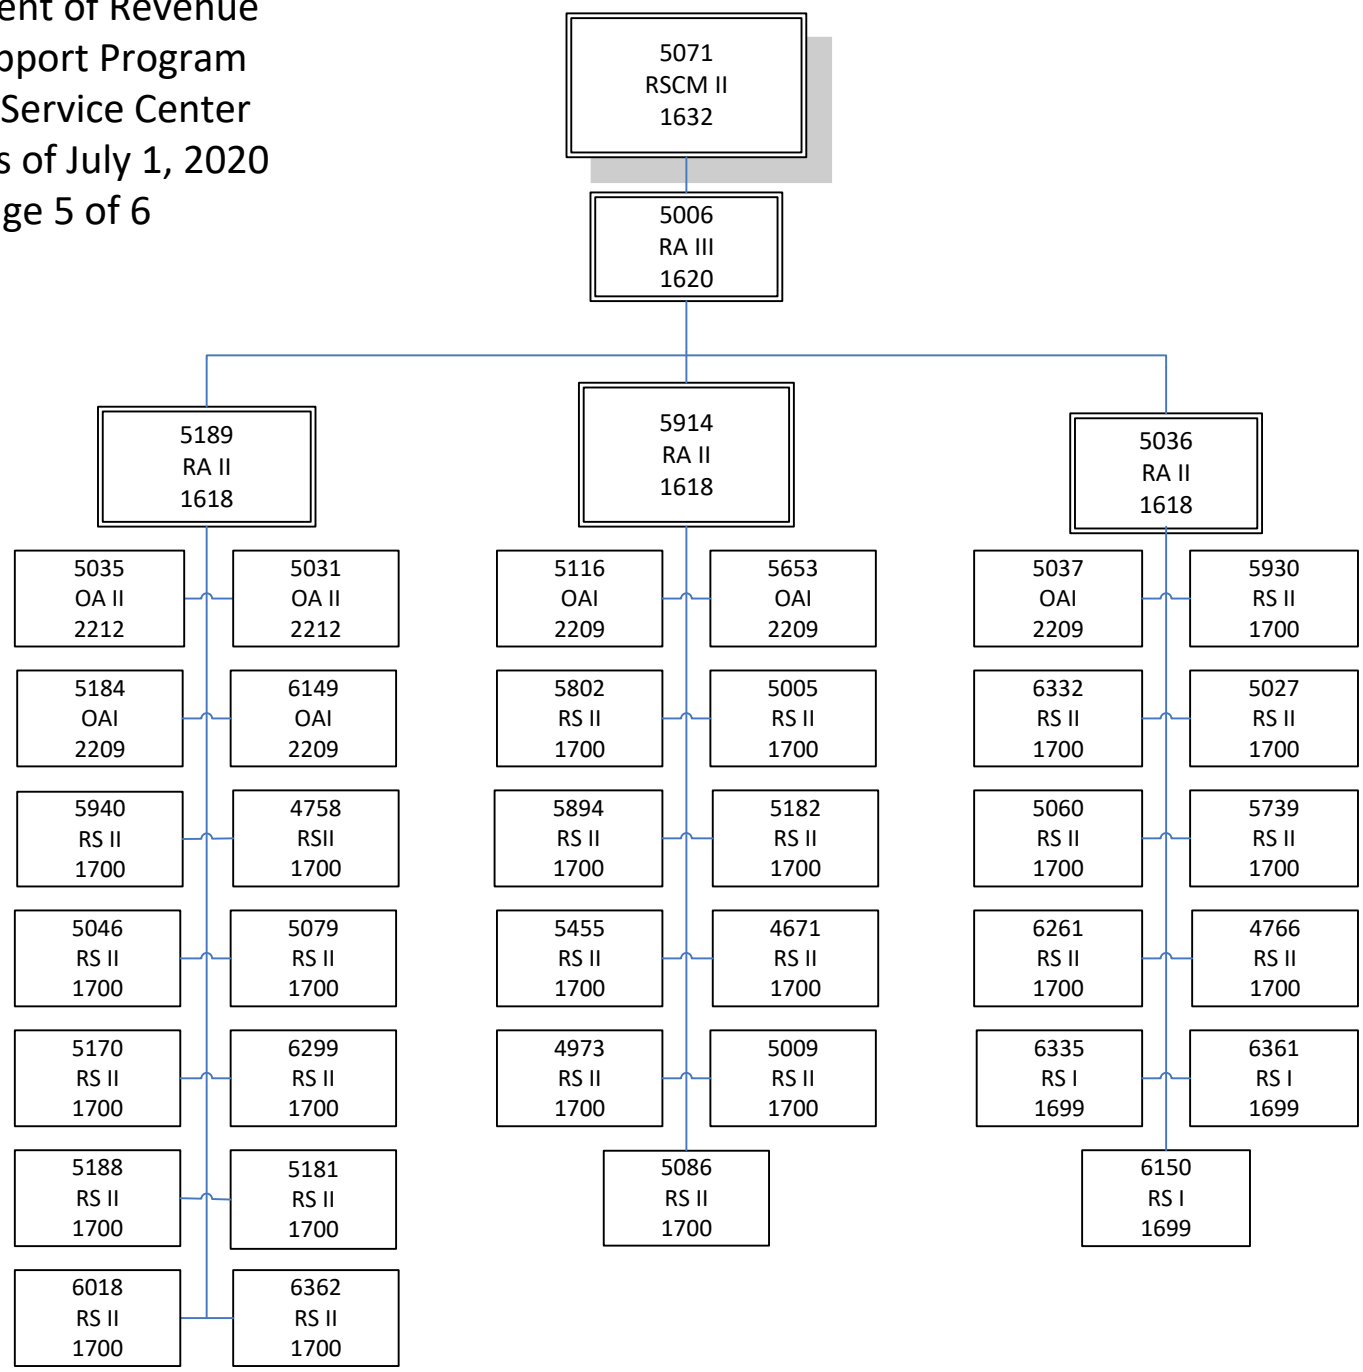 of Revenue
Program
Service Center
of July 1, 2020
5 of 6
5071
RSCM II
1632
5006
RA III
1620
5189
RA II
1618
5914
RA II
1618
5036
RA II
1618
5035
OA II
2212
5031
OA II
2212
5116
OAI
2209
5653
OAI
2209
5037
OAI
2209
5930
RS II
1700
5184
OAI
2209
6149
OAI
2209
5802
RS II
1700
5005
RS II
1700
6332
RS II
1700
5027
RS II
1700
5940
RS II
1700
4758
RSII
1700
5894
RS II
1700
5182
RS II
1700
5060
RS II
1700
5739
RS II
1700
5046
RS II
1700
5079
RS II
1700
5455
RS II
1700
4671
RS II
1700
6261
RS II
1700
4766
RS II
1700
5170
RS II
1700
6299
RS II
1700
4973
RS II
1700
5009
RS II
1700
6335
RS I
1699
6361
RS I
1699
5188
RS II
1700
5181
RS II
1700
5086
RS II
1700
6150
RS I
1699
6018
RS II
1700
6362
RS II
1700